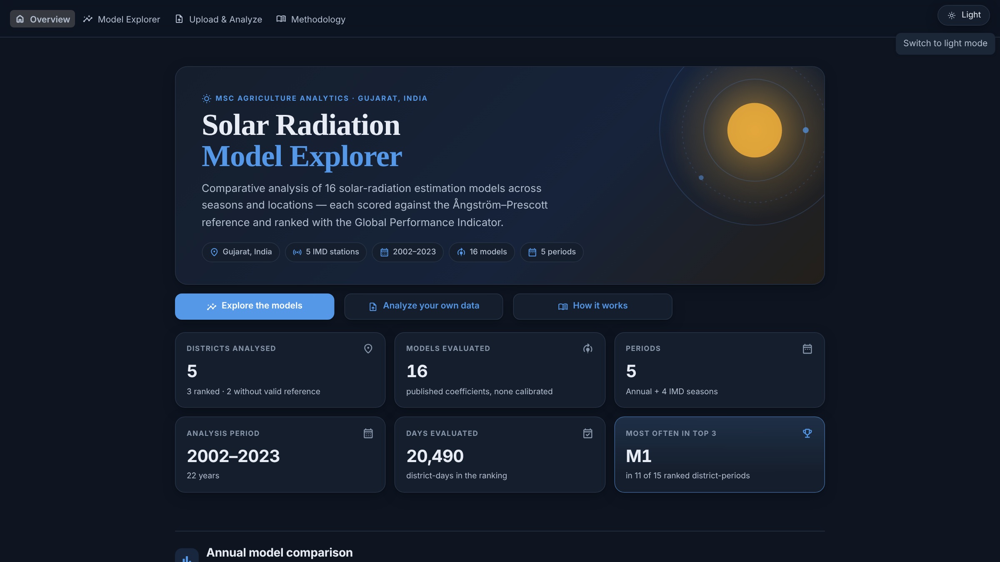 Overview
Model Explorer
Upload & Analyze
Methodology
Light
Switch to light mode
MSC AGRICULTURE ANALYTICS · GUJARAT, INDIA
Solar Radiation
Model Explorer
Comparative analysis of 16 solar-radiation estimation models across
seasons and locations — each scored against the Ångström–Prescott
reference and ranked with the Global Performance Indicator.
Gujarat, India
5 IMD stations
2002–2023
16 models
5 periods
Explore the models
Analyze your own data
How it works
DISTRICTS ANALYSED
5
3 ranked · 2 without valid reference
MODELS EVALUATED
16
published coefficients, none calibrated
PERIODS
5
Annual + 4 IMD seasons
ANALYSIS PERIOD
2002–2023
22 years
DAYS EVALUATED
20,490
district-days in the ranking
MOST OFTEN IN TOP 3
M1
in 11 of 15 ranked district-periods
Annual model comparison